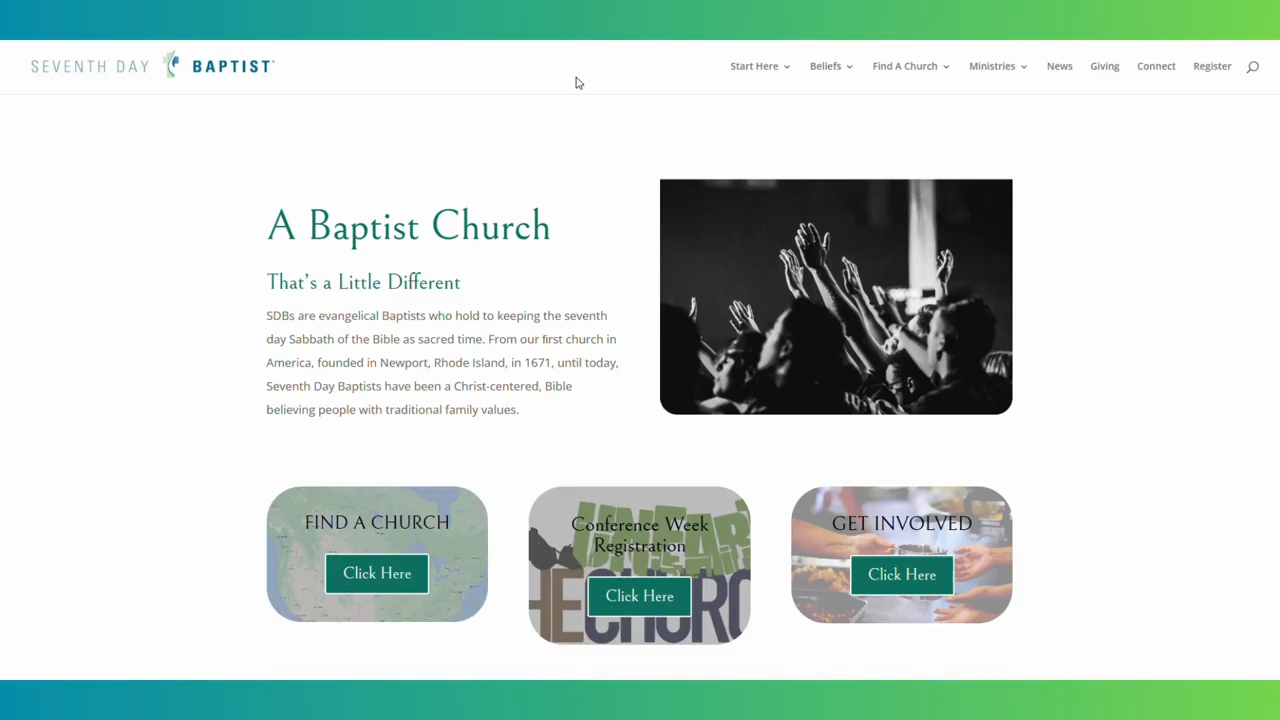 SEVENTH DAY BAPTIST
Start Here Beliefs Find A Church Ministries News Giving Connect Register
A Baptist Church
That's a Little Different
SDBs are evangelical Baptists who hold to keeping the seventh
day Sabbath of the Bible as sacred time. From our first church in
America, founded in Newport, Rhode Island, in 1671, until today,
Seventh Day Baptists have been a Christ-centered, Bible
believing people with traditional family values.
FIND A CHURCH
Click Here
Conference Week
Registration
Click Here
GET INVOLVED
Click Here